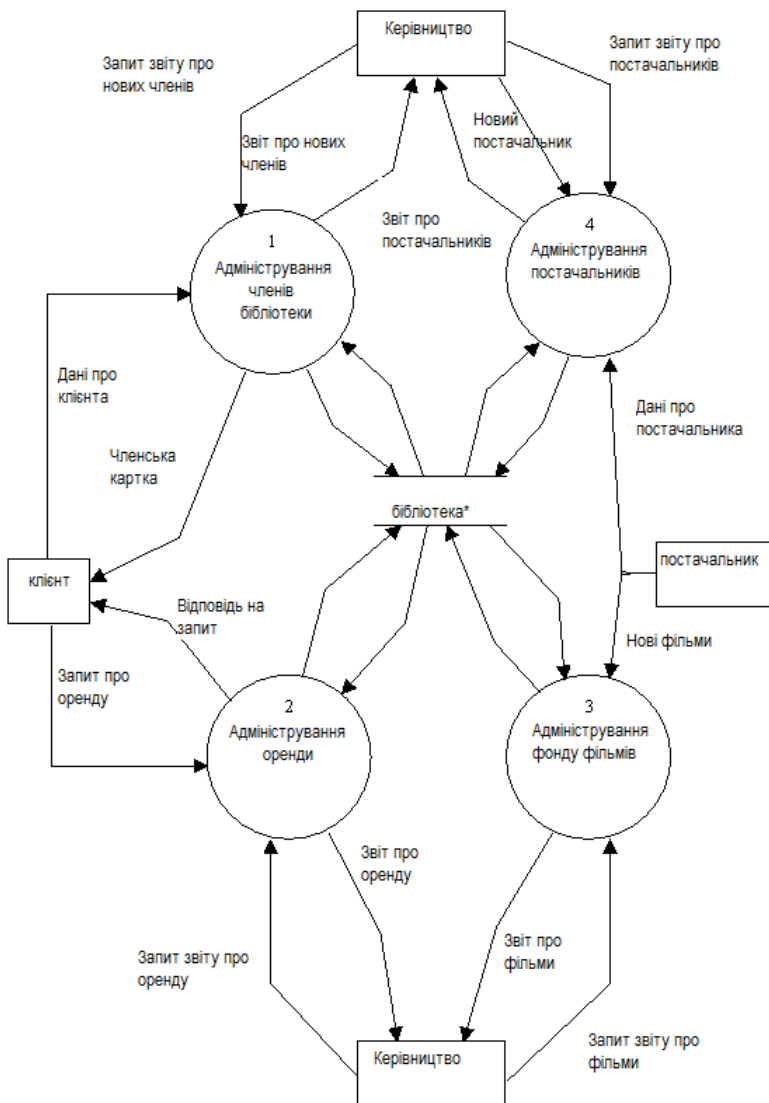 Керівництво
Запит звіту про
нових членів
Запит звіту про
постачальників
Звіт про нових
членів
Новий
постачальник
Звіт про
постачальників
1
Адміністрування
членів
бібліотеки
4
Адміністрування
постачальників
Дані про
клієнта
Дані про
постачальника
Членська
картка
бібліотека*
клієнт
постачальник
Відповідь на
запит
Нові фільми
Запит про
оренду
2
Адміністрування
оренди
3
Адміністрування
фонду фільмів
Звіт про
оренду
Запит звіту про
оренду
Звіт про
фільми
Керівництво
Запит звіту про
фільми